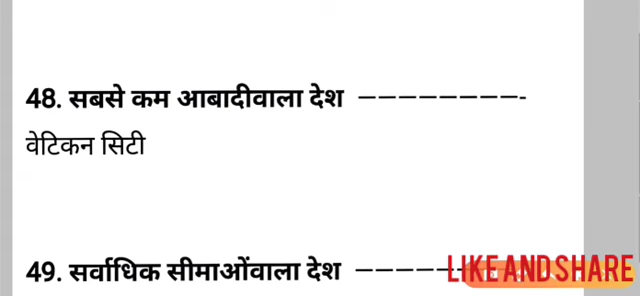 48. सबसे कम आबादीवाला देश —————————-
वेटिकन सिटी
49. सर्वाधिक सीमाओंवाला देश ——————
LIKE AND SHARE